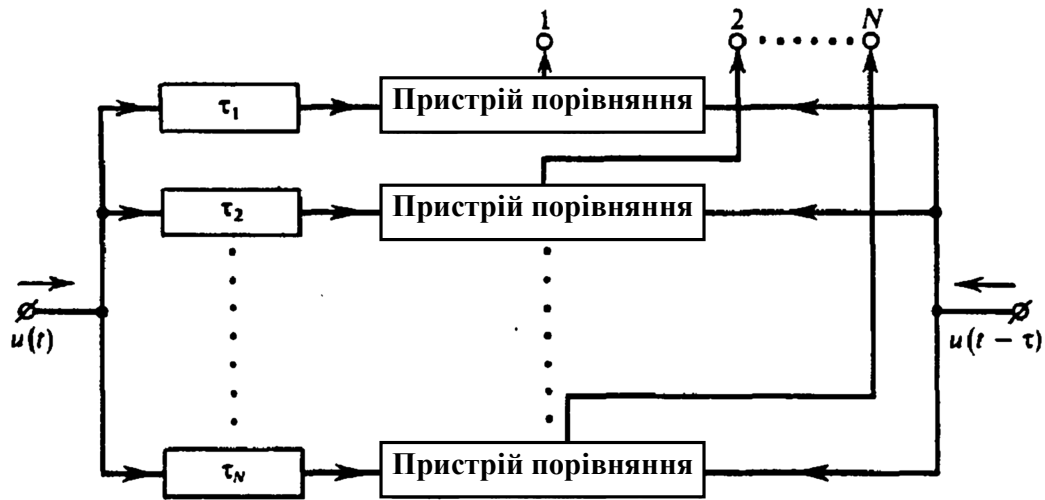 1 2 N
τ₁ Пристрій порівняння
τ₂ Пристрій порівняння
u(t) u(t − τ)
τN Пристрій порівняння